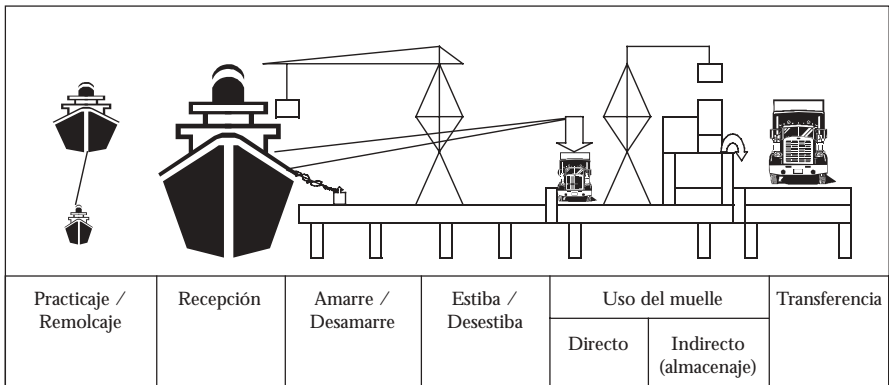 Practicaje /
Remolcaje
Recepción
Amarre /
Desamarre
Estiba /
Desestiba
Uso del muelle
Directo
Indirecto
(almacenaje)
Transferencia